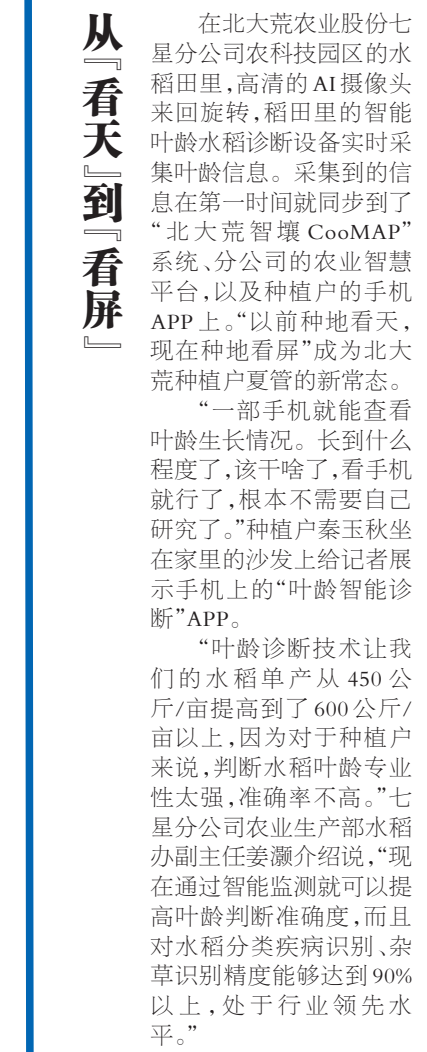 从『看天』到『看屏』
在北大荒农业股份七
星分公司农科技园区的水
稻田里,高清的AI摄像头
来回旋转,稻田里的智能
叶龄水稻诊断设备实时采
集叶龄信息。采集到的信
息在第一时间就同步到了
“北大荒智壤 CooMAP”
系统、分公司的农业智慧
平台,以及种植户的手机
APP上。“以前种地看天,
现在种地看屏”成为北大
荒种植户夏管的新常态。
“一部手机就能查看
叶龄生长情况。长到什么
程度了,该干啥了,看手机
就行了,根本不需要自己
研究了。”种植户秦玉秋坐
在家里的沙发上给记者展
示手机上的“叶龄智能诊
断”APP。
“叶龄诊断技术让我
们的水稻单产从450公
斤/亩提高到了600公斤/
亩以上,因为对于种植户
来说,判断水稻叶龄专业
性太强,准确率不高。”七
星分公司农业生产部水稻
办副主任姜灏介绍说,“现
在通过智能监测就可以提
高叶龄判断准确度,而且
对水稻分类疾病识别、杂
草识别精度能够达到90%
以上,处于行业领先水
平。”